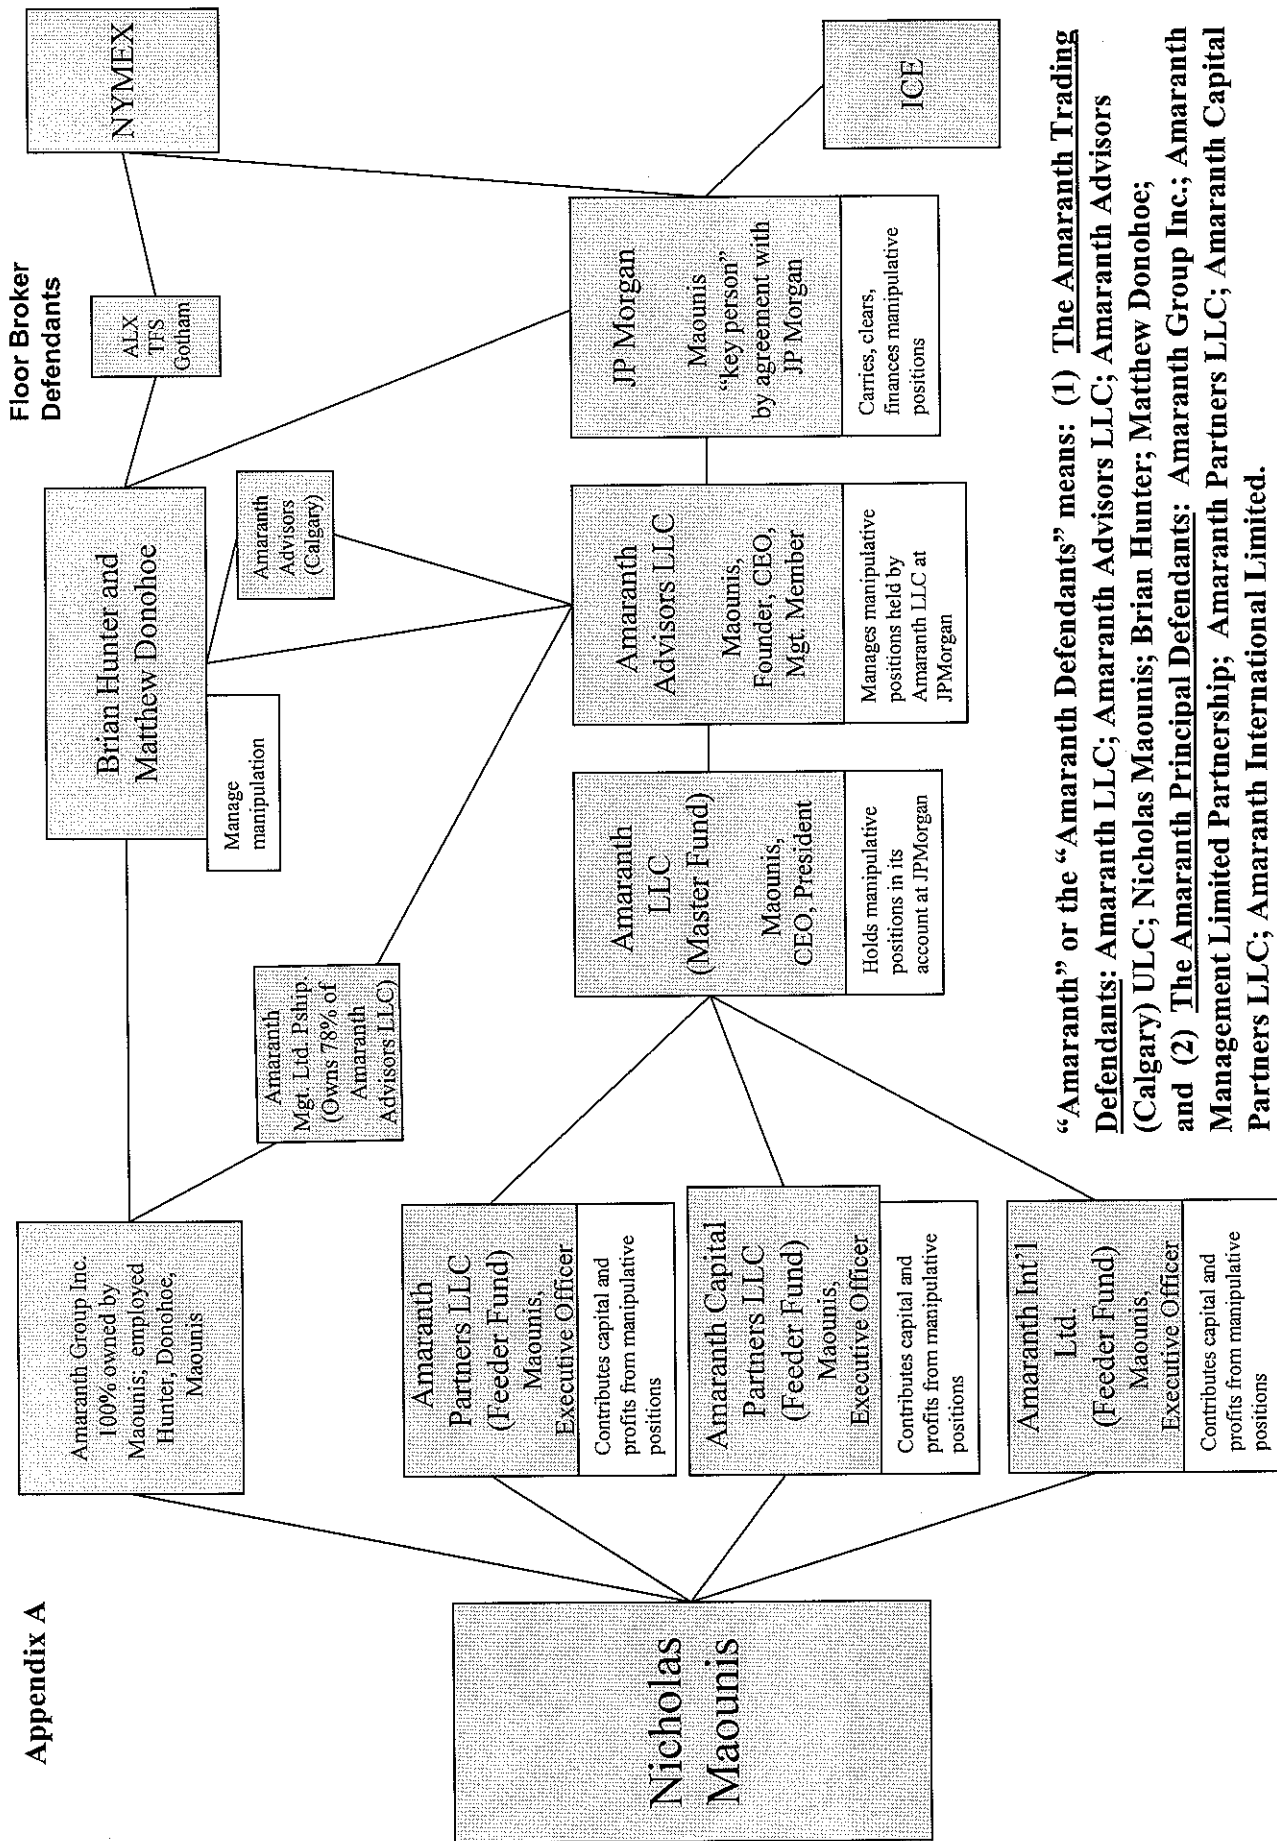 Appendix A
Nicholas
Maounis
Amaranth Group Inc.
100% owned by
Maounis; employed
Hunter, Donohoe,
Maounis
Amaranth
Partners LLC
(Feeder Fund)
Maounis,
Executive Officer
Contributes capital and
profits from manipulative
positions
Amaranth Capital
Partners LLC
(Feeder Fund)
Maounis,
Executive Officer
Contributes capital and
profits from manipulative
positions
Amaranth Int'l
Ltd.
(Feeder Fund)
Maounis,
Executive Officer
Contributes capital and
profits from manipulative
positions
Amaranth
Mgt. Ltd. Pship.
(Owns 78% of
Amaranth
Advisors LLC)
Brian Hunter and
Matthew Donohoe
Manage
manipulation
Amaranth
Advisors
(Calgary)
Amaranth
LLC
(Master Fund)
Maounis,
CEO, President
Holds manipulative
positions in its
account at JPMorgan
Amaranth
Advisors LLC
Maounis,
Founder, CEO,
Mgt. Member
Manages manipulative
positions held by
Amaranth LLC at
JPMorgan
JP Morgan
Maounis
“key person”
by agreement with
JP Morgan
Carries, clears,
finances manipulative
positions
Floor Broker
Defendants
ALX
TFS
Gotham
NYMEX
ICE
“Amaranth” or the “Amaranth Defendants” means: (1) The Amaranth Trading
Defendants: Amaranth LLC; Amaranth Advisors LLC; Amaranth Advisors
(Calgary) ULC; Nicholas Maounis; Brian Hunter; Matthew Donohoe;
and (2) The Amaranth Principal Defendants: Amaranth Group Inc.; Amaranth
Management Limited Partnership; Amaranth Partners LLC; Amaranth Capital
Partners LLC; Amaranth International Limited.